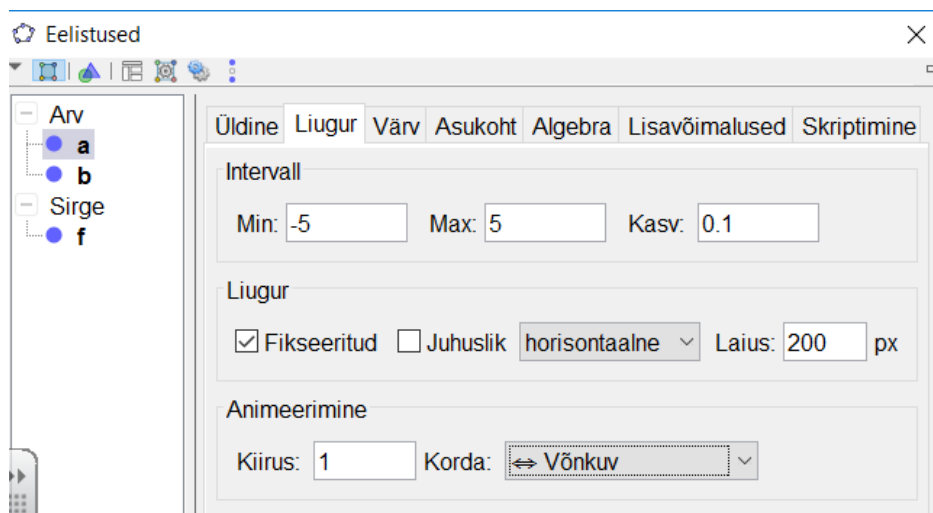 Eelistused
Arv
a
b
Sirge
f
Üldine Liugur Värv Asukoht Algebra Lisavõimalused Skriptimine
Intervall
Min: -5 Max: 5 Kasv: 0.1
Liugur
Fikseeritud Juhuslik horisontaalne Laius: 200 px
Animeerimine
Kiirus: 1 Korda: ⇔ Võnkuv